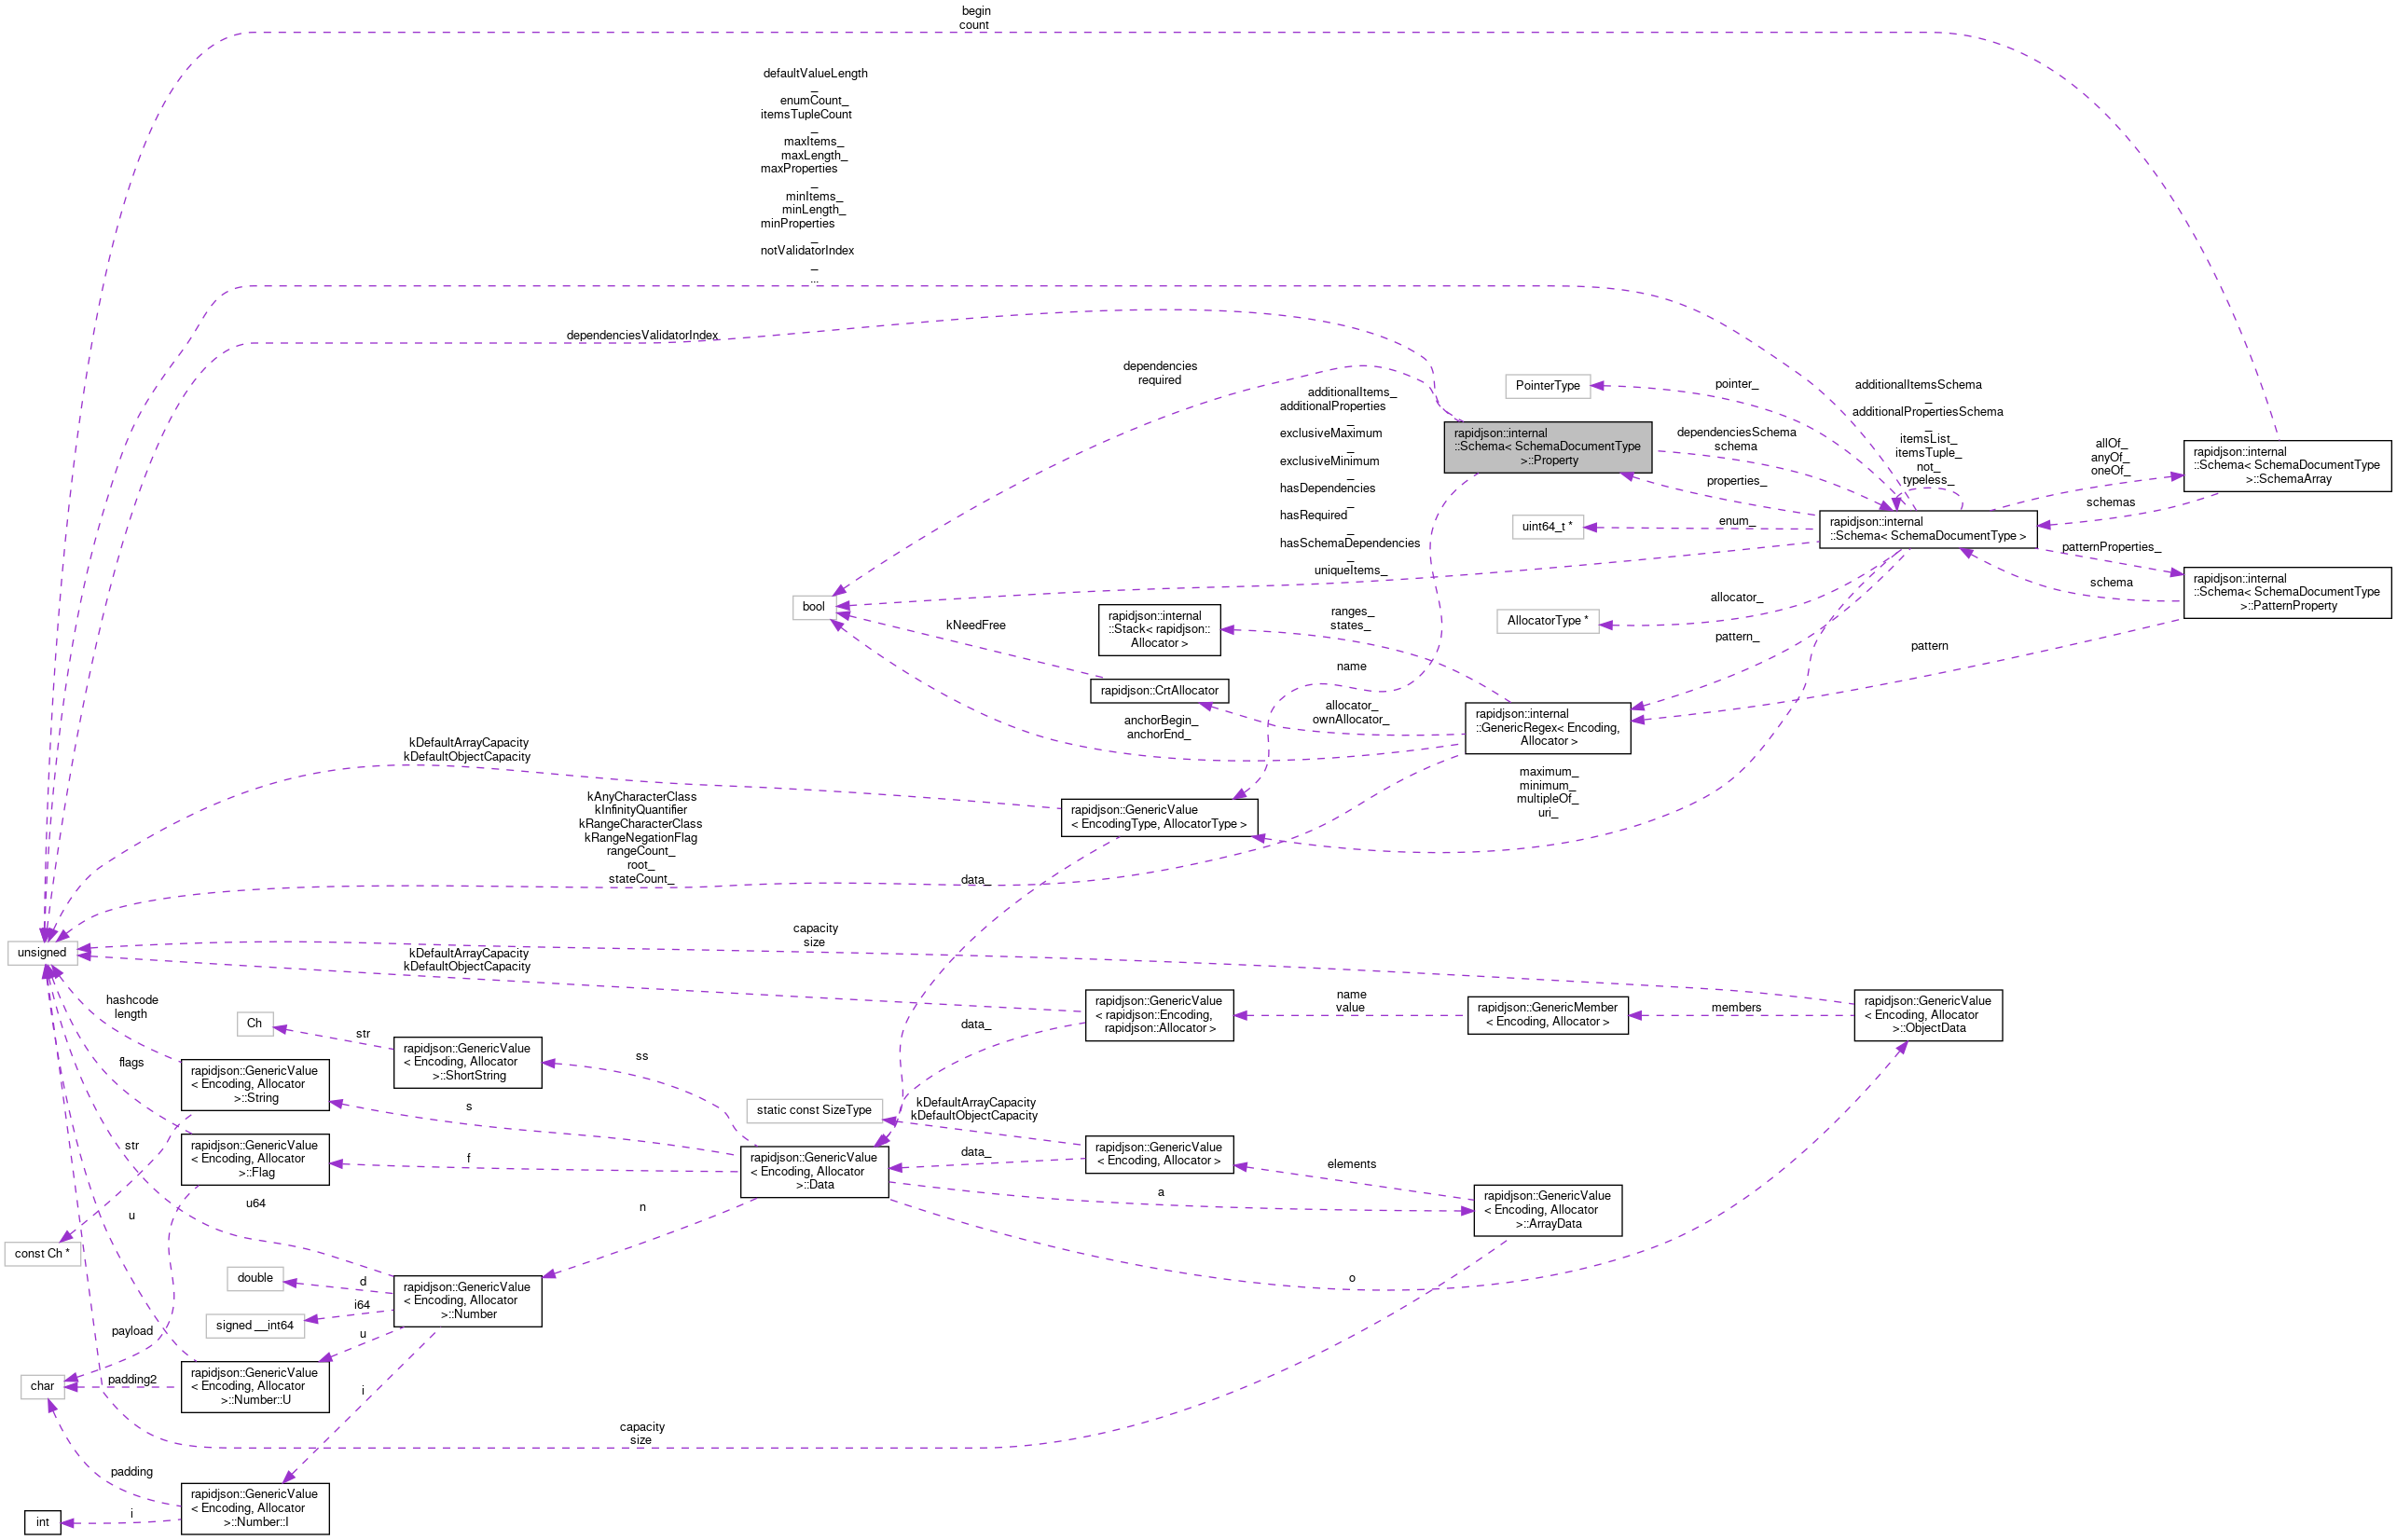 begin
count
defaultValueLength
_
enumCount_
itemsTupleCount
_
maxItems_
maxLength_
maxProperties
_
minItems_
minLength_
minProperties
_
notValidatorIndex
_
...
dependenciesValidatorIndex
dependencies
required
additionalItems_
additionalProperties
_
exclusiveMaximum
_
exclusiveMinimum
_
hasDependencies
_
hasRequired
_
hasSchemaDependencies
_
uniqueItems_
PointerType
pointer_
rapidjson::internal
::Schema< SchemaDocumentType
>::Property
dependenciesSchema
schema
properties_
additionalItemsSchema
_
additionalPropertiesSchema
_
itemsList_
itemsTuple_
not_
typeless_
allOf_
anyOf_
oneOf_
rapidjson::internal
::Schema< SchemaDocumentType
>::SchemaArray
schemas
uint64_t *
enum_
rapidjson::internal
::Schema< SchemaDocumentType >
patternProperties_
schema
rapidjson::internal
::Schema< SchemaDocumentType
>::PatternProperty
bool
kNeedFree
rapidjson::internal
::Stack< rapidjson::
Allocator >
ranges_
states_
AllocatorType *
allocator_
pattern_
pattern
name
rapidjson::CrtAllocator
allocator_
ownAllocator_
rapidjson::internal
::GenericRegex< Encoding,
Allocator >
anchorBegin_
anchorEnd_
kDefaultArrayCapacity
kDefaultObjectCapacity
maximum_
minimum_
multipleOf_
uri_
kAnyCharacterClass
kInfinityQuantifier
kRangeCharacterClass
kRangeNegationFlag
rangeCount_
root_
stateCount_
rapidjson::GenericValue
< EncodingType, AllocatorType >
data_
unsigned
capacity
size
kDefaultArrayCapacity
kDefaultObjectCapacity
hashcode
length
Ch
str
rapidjson::GenericValue
< Encoding, Allocator
>::ShortString
ss
data_
rapidjson::GenericValue
< rapidjson::Encoding,
rapidjson::Allocator >
name
value
rapidjson::GenericMember
< Encoding, Allocator >
members
rapidjson::GenericValue
< Encoding, Allocator
>::ObjectData
flags
rapidjson::GenericValue
< Encoding, Allocator
>::String
s
static const SizeType
kDefaultArrayCapacity
kDefaultObjectCapacity
str
rapidjson::GenericValue
< Encoding, Allocator
>::Flag
f
rapidjson::GenericValue
< Encoding, Allocator
>::Data
data_
rapidjson::GenericValue
< Encoding, Allocator >
elements
rapidjson::GenericValue
< Encoding, Allocator
>::ArrayData
a
u
u64
n
const Ch *
double
d
rapidjson::GenericValue
< Encoding, Allocator
>::Number
o
signed __int64
i64
payload
u
char
padding2
rapidjson::GenericValue
< Encoding, Allocator
>::Number::U
i
capacity
size
padding
rapidjson::GenericValue
< Encoding, Allocator
>::Number::I
int
i